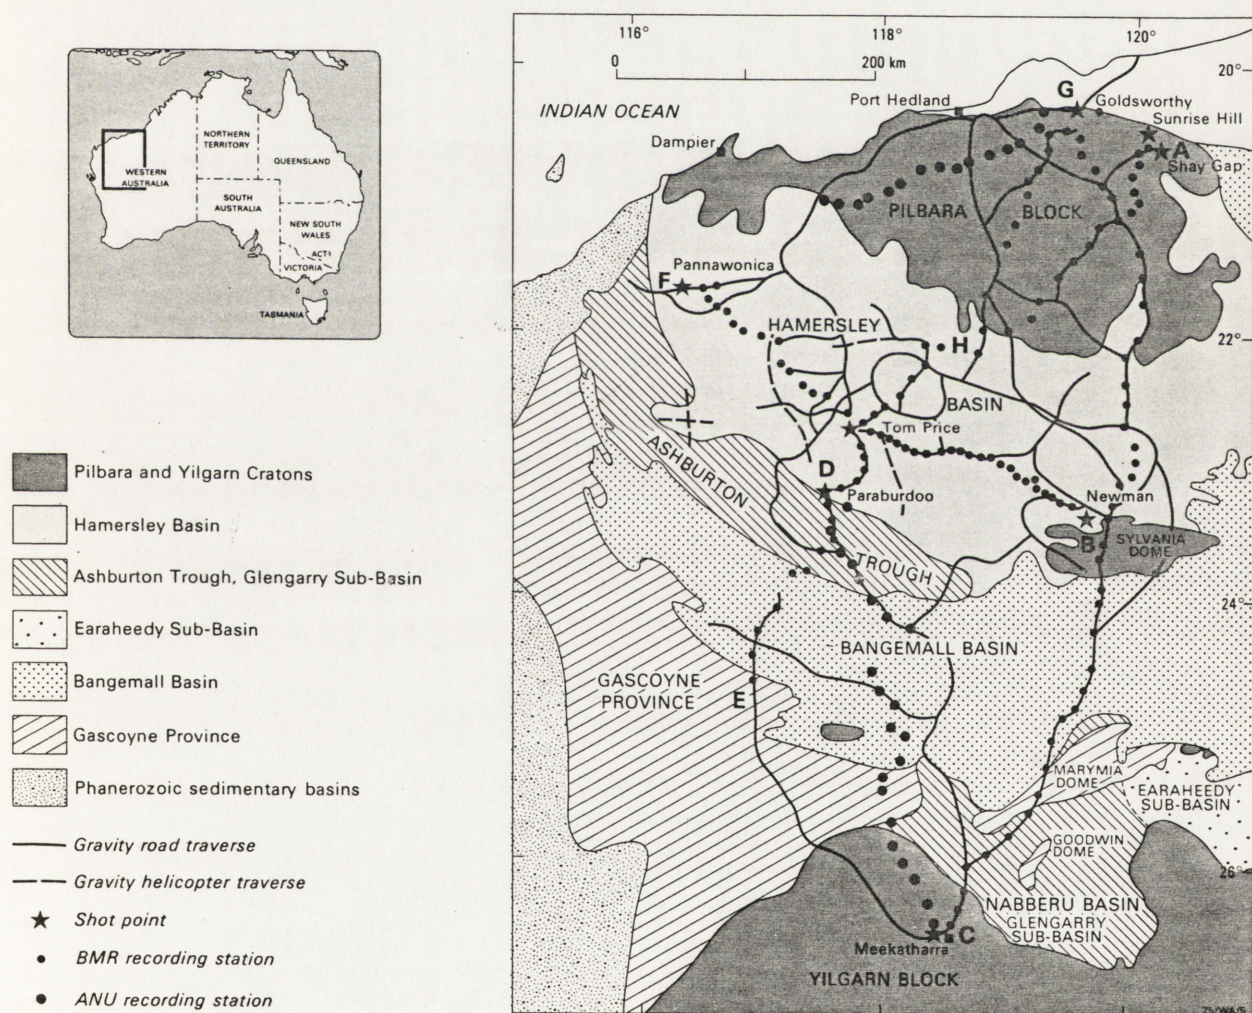 NORTHERN
TERRITORY
QUEENSLAND
WESTERN
AUSTRALIA
SOUTH
AUSTRALIA
NEW SOUTH
WALES
ACT
VICTORIA
TASMANIA
Pilbara and Yilgarn Cratons
Hamersley Basin
Ashburton Trough, Glengarry Sub-Basin
Earaheedy Sub-Basin
Bangemall Basin
Gascoyne Province
Phanerozoic sedimentary basins
Gravity road traverse
Gravity helicopter traverse
Shot point
BMR recording station
ANU recording station
116°
118°
120°
0
200 km
20°
INDIAN OCEAN
G
Port Hedland
Goldsworthy
Sunrise Hill
Dampier
A
Shay Gap
PILBARA
BLOCK
Pannawonica
F
HAMERSLEY
H
22°
BASIN
Tom Price
ASHBURTON
D
Paraburdoo
Newman
B
SYLVANIA
DOME
TROUGH
24°
BANGEMALL BASIN
GASCOYNE
PROVINCE
E
MARYMIA
DOME
EARAHEEDY
SUB-BASIN
GOODWIN
DOME
26°
NABBERU BASIN
GLENGARRY
SUB-BASIN
C
Meekatharra
YILGARN BLOCK